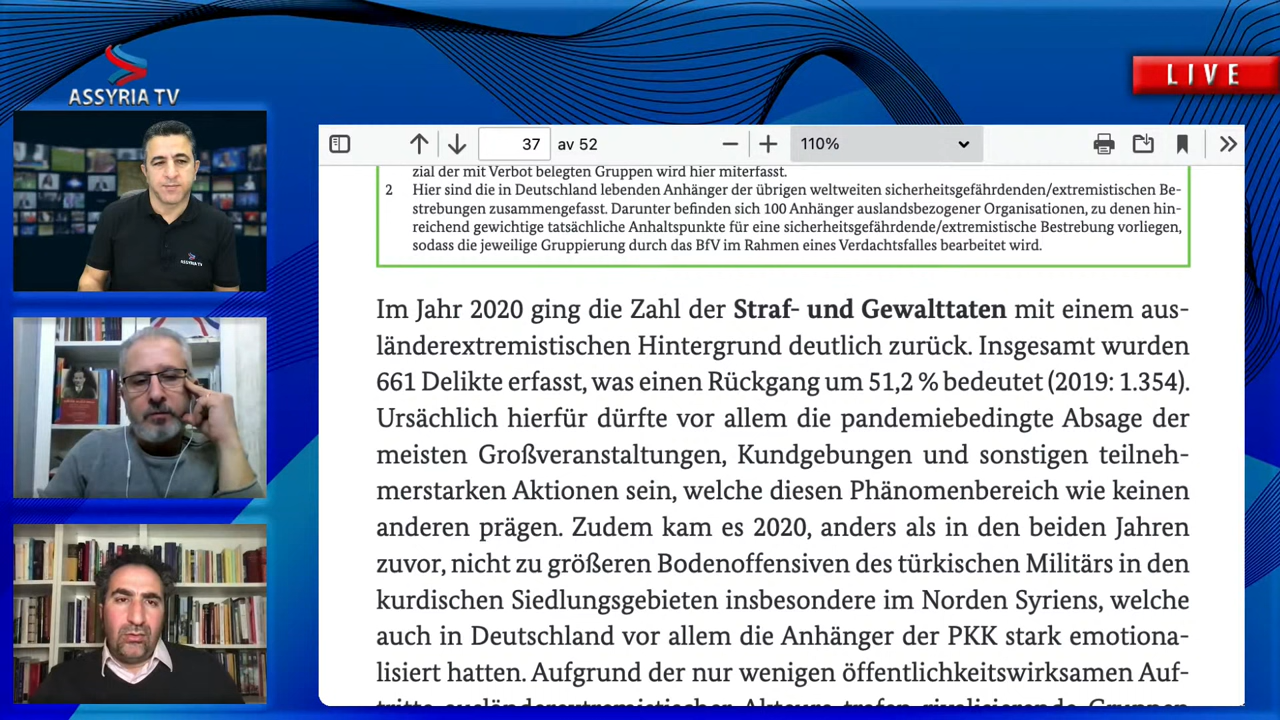 ASSYRIA TV
LIVE
37 av 52
110%
zial der mit Verbot belegten Gruppen wird hier miterfasst.
2 Hier sind die in Deutschland lebenden Anhänger der übrigen weltweiten sicherheitsgefährdenden/extremistischen Be-
strebungen zusammengefasst. Darunter befinden sich 100 Anhänger auslandsbezogener Organisationen, zu denen hin-
reichend gewichtige tatsächliche Anhaltspunkte für eine sicherheitsgefährdende/extremistische Bestrebung vorliegen,
sodass die jeweilige Gruppierung durch das BfV im Rahmen eines Verdachtsfalles bearbeitet wird.
Im Jahr 2020 ging die Zahl der Straf- und Gewalttaten mit einem aus-
länderextremistischen Hintergrund deutlich zurück. Insgesamt wurden
661 Delikte erfasst, was einen Rückgang um 51,2 % bedeutet (2019: 1.354).
Ursächlich hierfür dürfte vor allem die pandemiebedingte Absage der
meisten Großveranstaltungen, Kundgebungen und sonstigen teilneh-
merstarken Aktionen sein, welche diesen Phänomenbereich wie keinen
anderen prägen. Zudem kam es 2020, anders als in den beiden Jahren
zuvor, nicht zu größeren Bodenoffensiven des türkischen Militärs in den
kurdischen Siedlungsgebieten insbesondere im Norden Syriens, welche
auch in Deutschland vor allem die Anhänger der PKK stark emotiona-
lisiert hatten. Aufgrund der nur wenigen öffentlichkeitswirksamen Auf-
tritte ausländerextremistischer Akteure trafen rivalisierende Gruppen
ASSYRIA TV